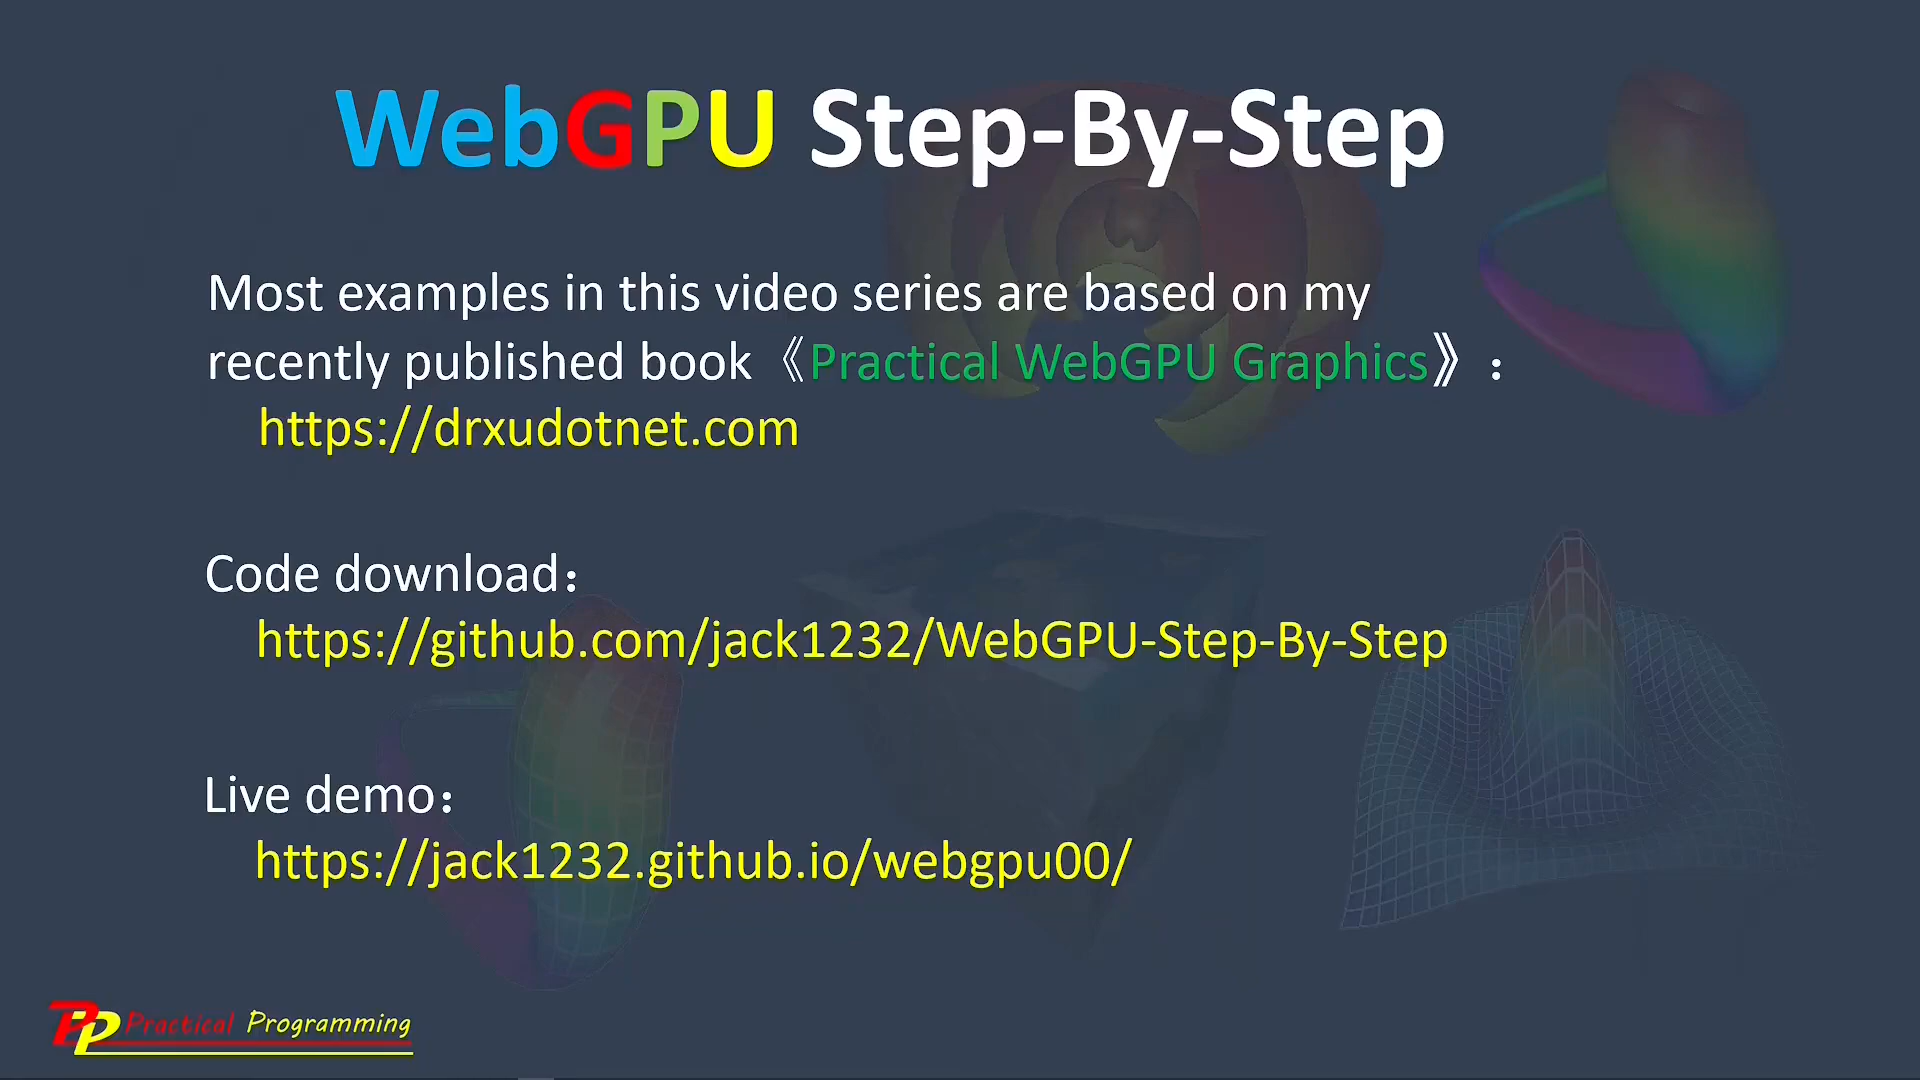 WebGPU Step-By-Step
Most examples in this video series are based on my
recently published book 《Practical WebGPU Graphics》：
https://drxudotnet.com
Code download：
https://github.com/jack1232/WebGPU-Step-By-Step
Live demo：
https://jack1232.github.io/webgpu00/
PP Practical Programming